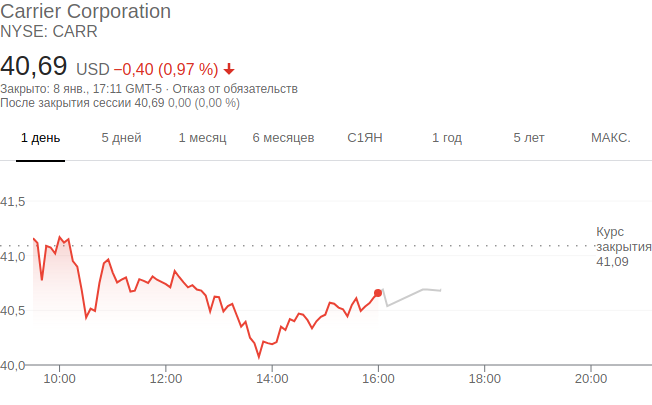 Carrier Corporation
NYSE: CARR
40,69 USD −0,40 (0,97 %)
Закрыто: 8 янв., 17:11 GMT-5 · Отказ от обязательств
После закрытия сессии 40,69 0,00 (0,00 %)
1 день 5 дней 1 месяц 6 месяцев С1ЯН 1 год 5 лет МАКС.
41,5
Курс
закрытия
41,09
41,0
40,5
40,0
10:00 12:00 14:00 16:00 18:00 20:00